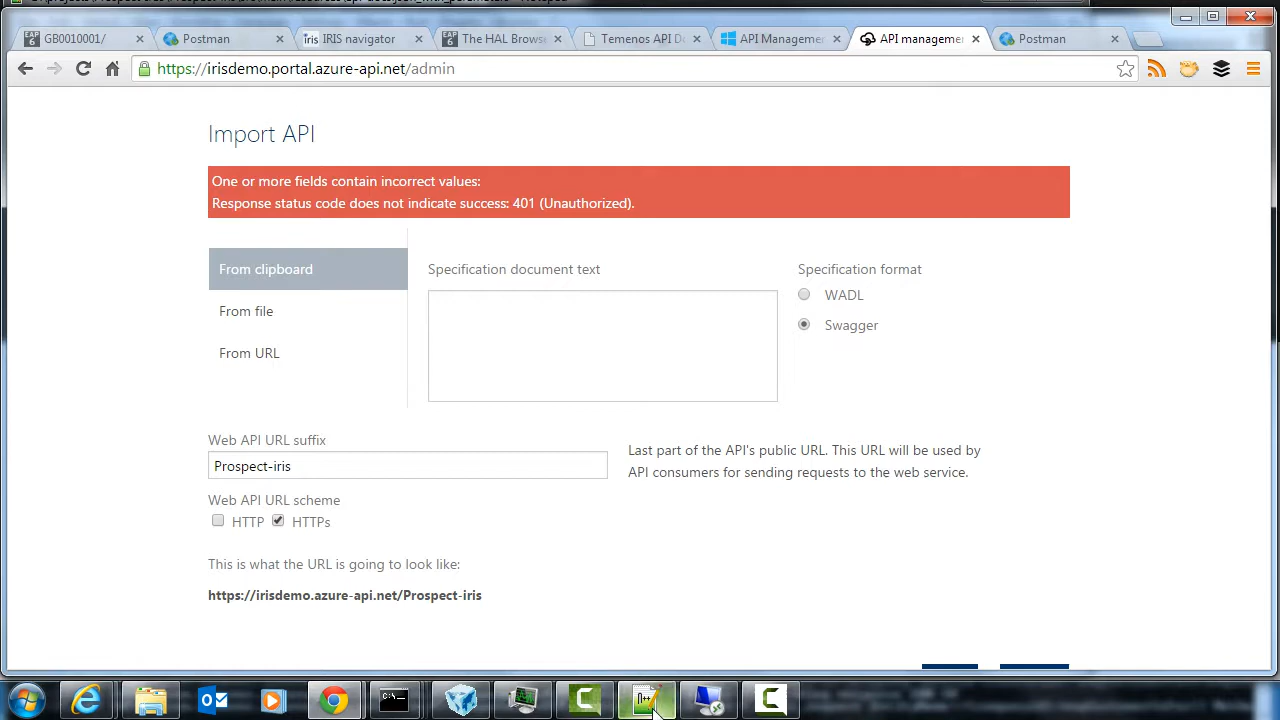 GB0010001/
Postman
IRIS navigator
The HAL Browse
Temenos API Do
API Managemen
API managemen
Postman
https://irisdemo.portal.azure-api.net/admin
Import API
One or more fields contain incorrect values:
Response status code does not indicate success: 401 (Unauthorized).
From clipboard
From file
From URL
Specification document text
Specification format
WADL
Swagger
Web API URL suffix
Prospect-iris
Last part of the API's public URL. This URL will be used by
API consumers for sending requests to the web service.
Web API URL scheme
HTTP
HTTPs
This is what the URL is going to look like:
https://irisdemo.azure-api.net/Prospect-iris